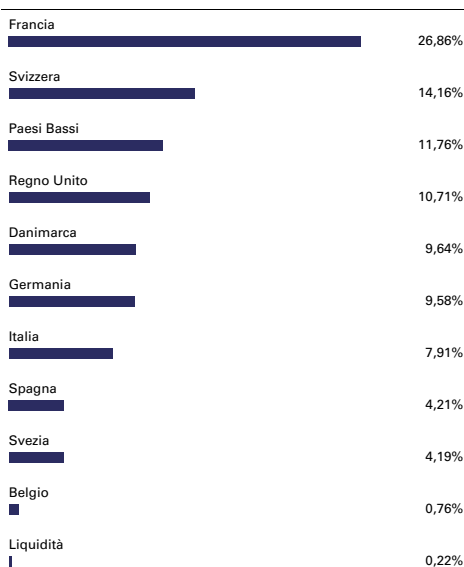 Francia
26,86%
Svizzera
14,16%
Paesi Bassi
11,76%
Regno Unito
10,71%
Danimarca
9,64%
Germania
9,58%
Italia
7,91%
Spagna
4,21%
Svezia
4,19%
Belgio
0,76%
Liquidità
0,22%